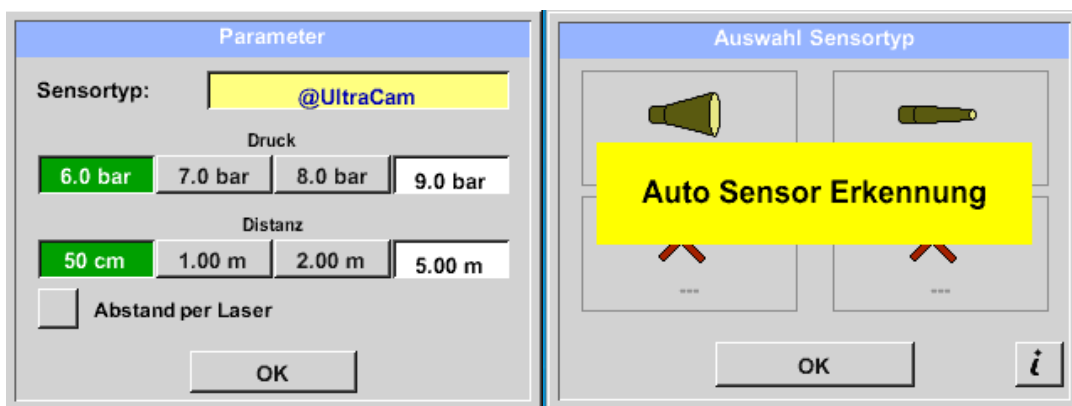 Parameter
Sensortyp: @UltraCam
Druck
6.0 bar 7.0 bar 8.0 bar 9.0 bar
Distanz
50 cm 1.00 m 2.00 m 5.00 m
Abstand per Laser
OK
Auswahl Sensortyp
Auto Sensor Erkennung
--- ---
OK i